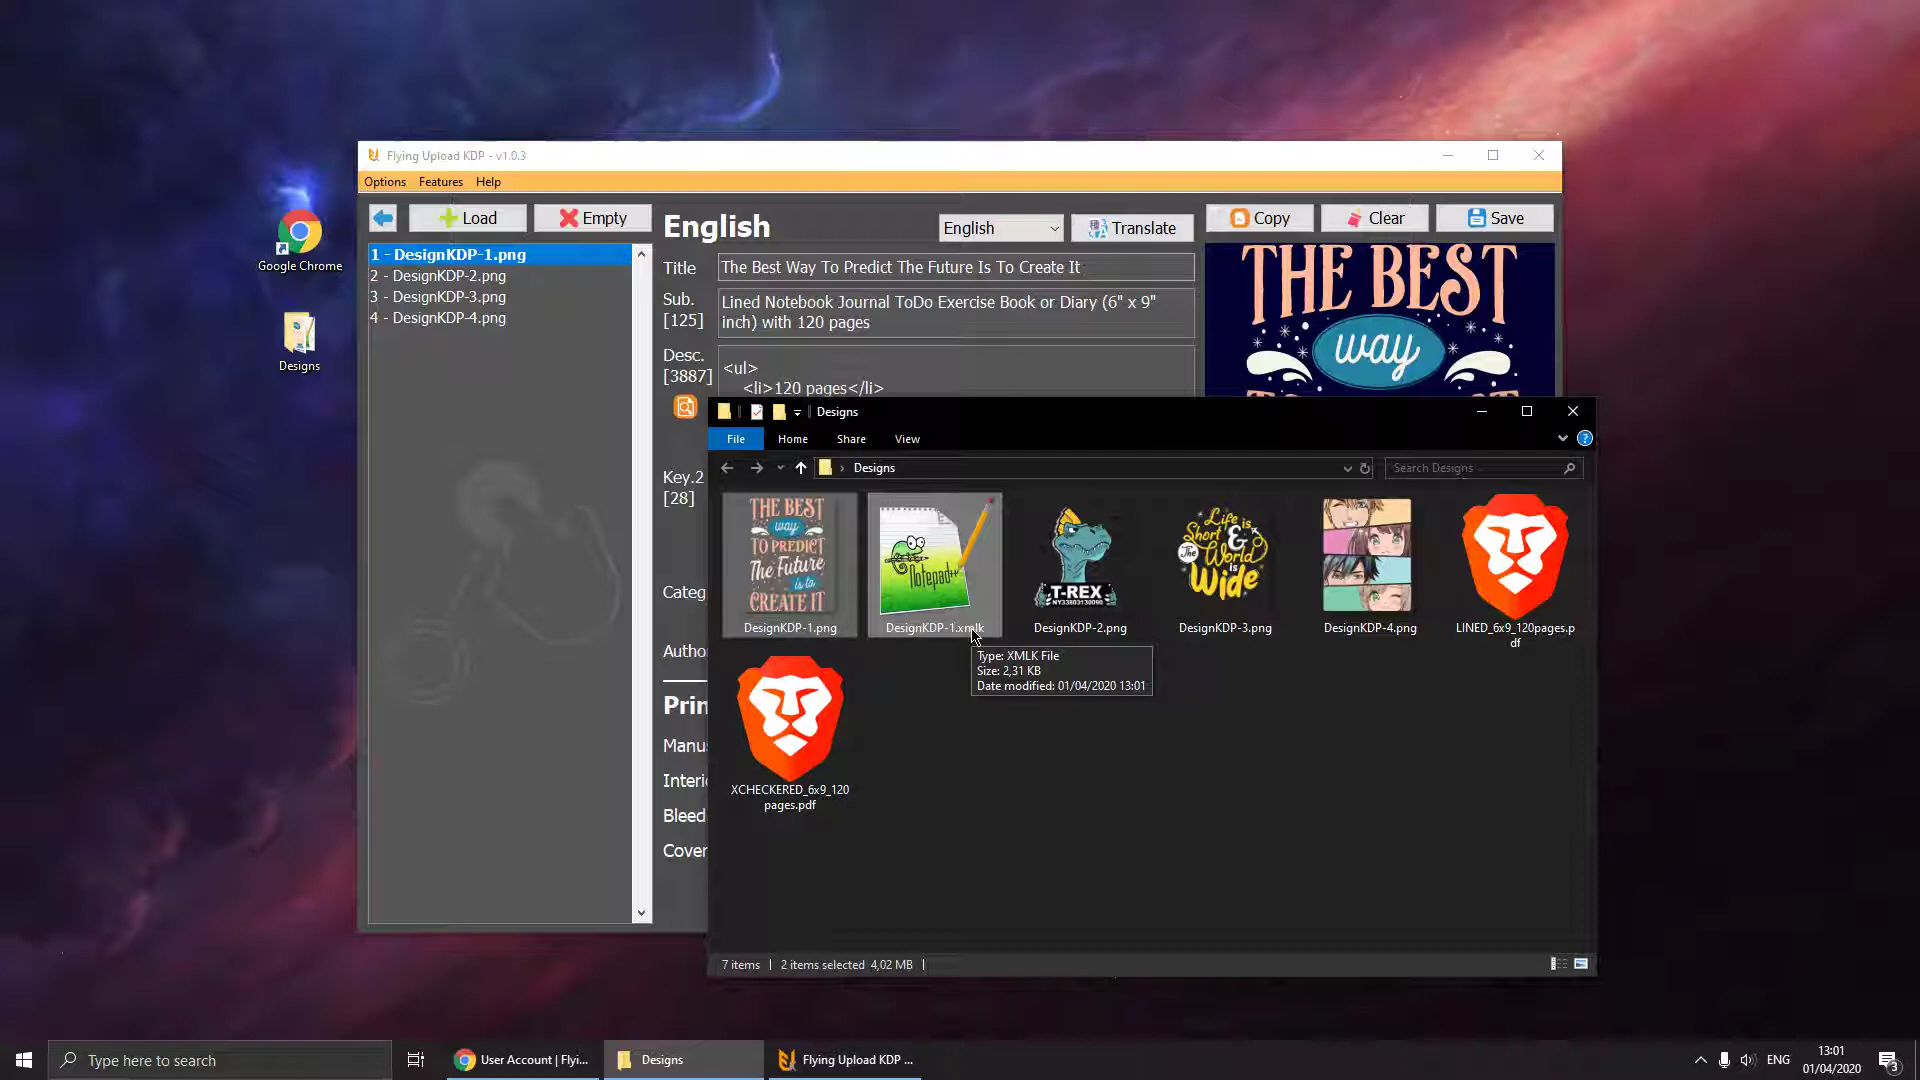 Google Chrome
Designs
Flying Upload KDP - v1.0.3
Options Features Help
Load
Empty
1 - DesignKDP-1.png
2 - DesignKDP-2.png
3 - DesignKDP-3.png
4 - DesignKDP-4.png
English
English
Translate
Copy
Clear
Save
Title
The Best Way To Predict The Future Is To Create It
Sub.
[125]
Lined Notebook Journal ToDo Exercise Book or Diary (6" x 9"
inch) with 120 pages
Desc.
[3887]
<ul>
<li>120 pages</li>
Key.2
[28]
Categ
Autho
Prin
Manus
Interi
Bleed
Cover
THE BEST
way
Designs
File Home Share View
Designs
Search Designs
THE BEST
way
TO PREDICT
The Future
is to
CREATE IT
DesignKDP-1.png
Notepad++
DesignKDP-1.xmlk
T-REX
NY33803130090
DesignKDP-2.png
Life is
Short &
The World
is
Wide
DesignKDP-3.png
DesignKDP-4.png
LINED_6x9_120pages.p
df
Type: XMLK File
Size: 2,31 KB
Date modified: 01/04/2020 13:01
XCHECKERED_6x9_120
pages.pdf
7 items 2 items selected 4,02 MB
Type here to search
User Account | Flyi...
Designs
Flying Upload KDP ...
ENG
13:01
01/04/2020
3